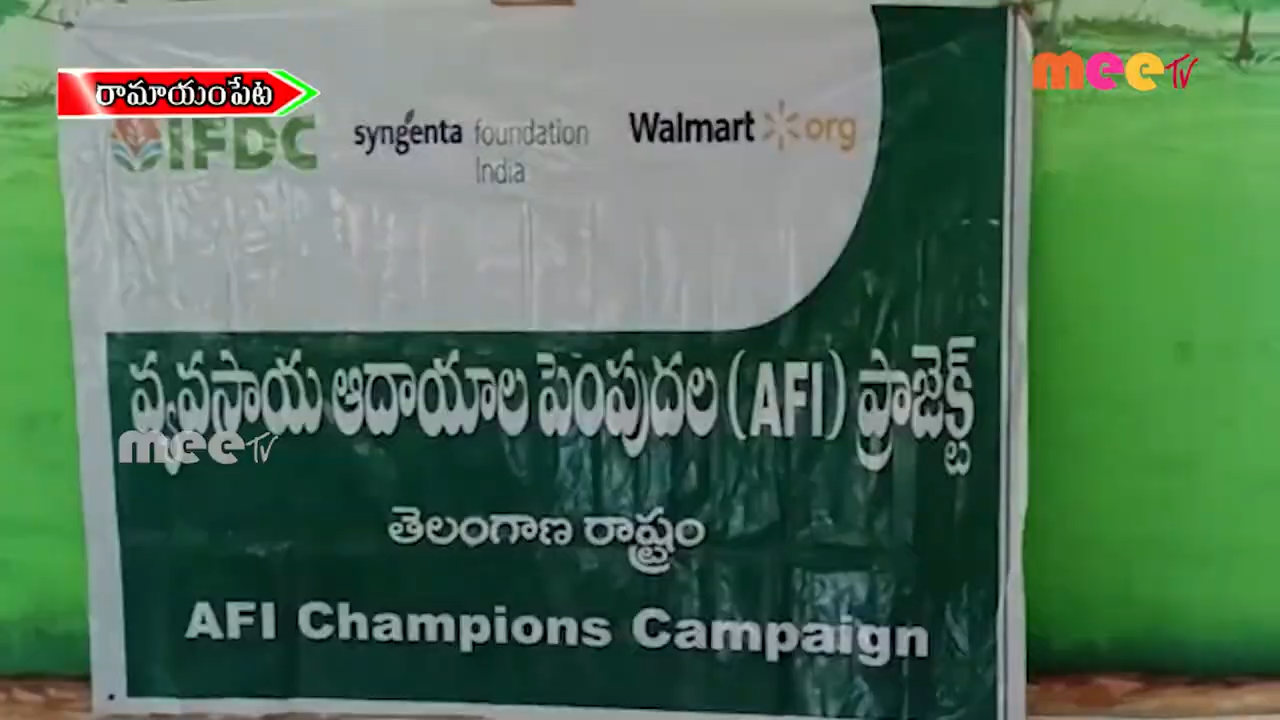 రామాయంపేట
mee TV
IFDC
syngenta foundation India
Walmart org
వ్యవసాయ ఆదాయాల పెంపుదల (AFI) ప్రాజెక్ట్
mee TV
తెలంగాణ రాష్ట్రం
AFI Champions Campaign